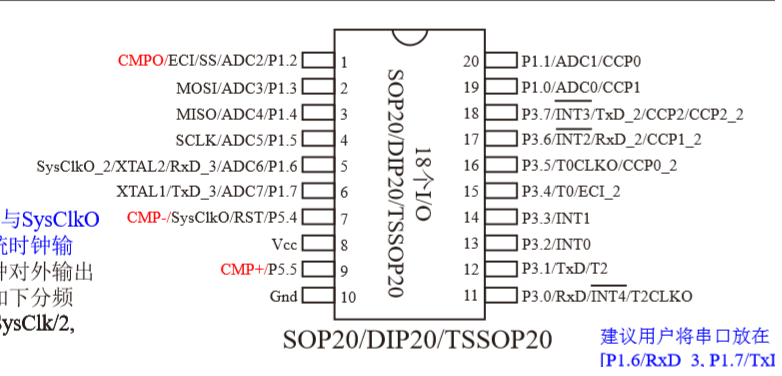 CMPO/ECI/SS/ADC2/P1.2 1
MOSI/ADC3/P1.3 2
MISO/ADC4/P1.4 3
SCLK/ADC5/P1.5 4
SysClkO_2/XTAL2/RxD_3/ADC6/P1.6 5
XTAL1/TxD_3/ADC7/P1.7 6
CMP-/SysClkO/RST/P5.4 7
Vcc 8
CMP+/P5.5 9
Gnd 10
SOP20/DIP20/TSSOP20
18个I/O
20 P1.1/ADC1/CCP0
19 P1.0/ADC0/CCP1
18 P3.7/INT3/TxD_2/CCP2/CCP2_2
17 P3.6/INT2/RxD_2/CCP1_2
16 P3.5/T0CLKO/CCP0_2
15 P3.4/T0/ECI_2
14 P3.3/INT1
13 P3.2/INT0
12 P3.1/TxD/T2
11 P3.0/RxD/INT4/T2CLKO
SOP20/DIP20/TSSOP20
与SysClkO
统时钟输
钟对外输出
如下分频
SysClk/2,
建议用户将串口放在
[P1.6/RxD_3, P1.7/TxD